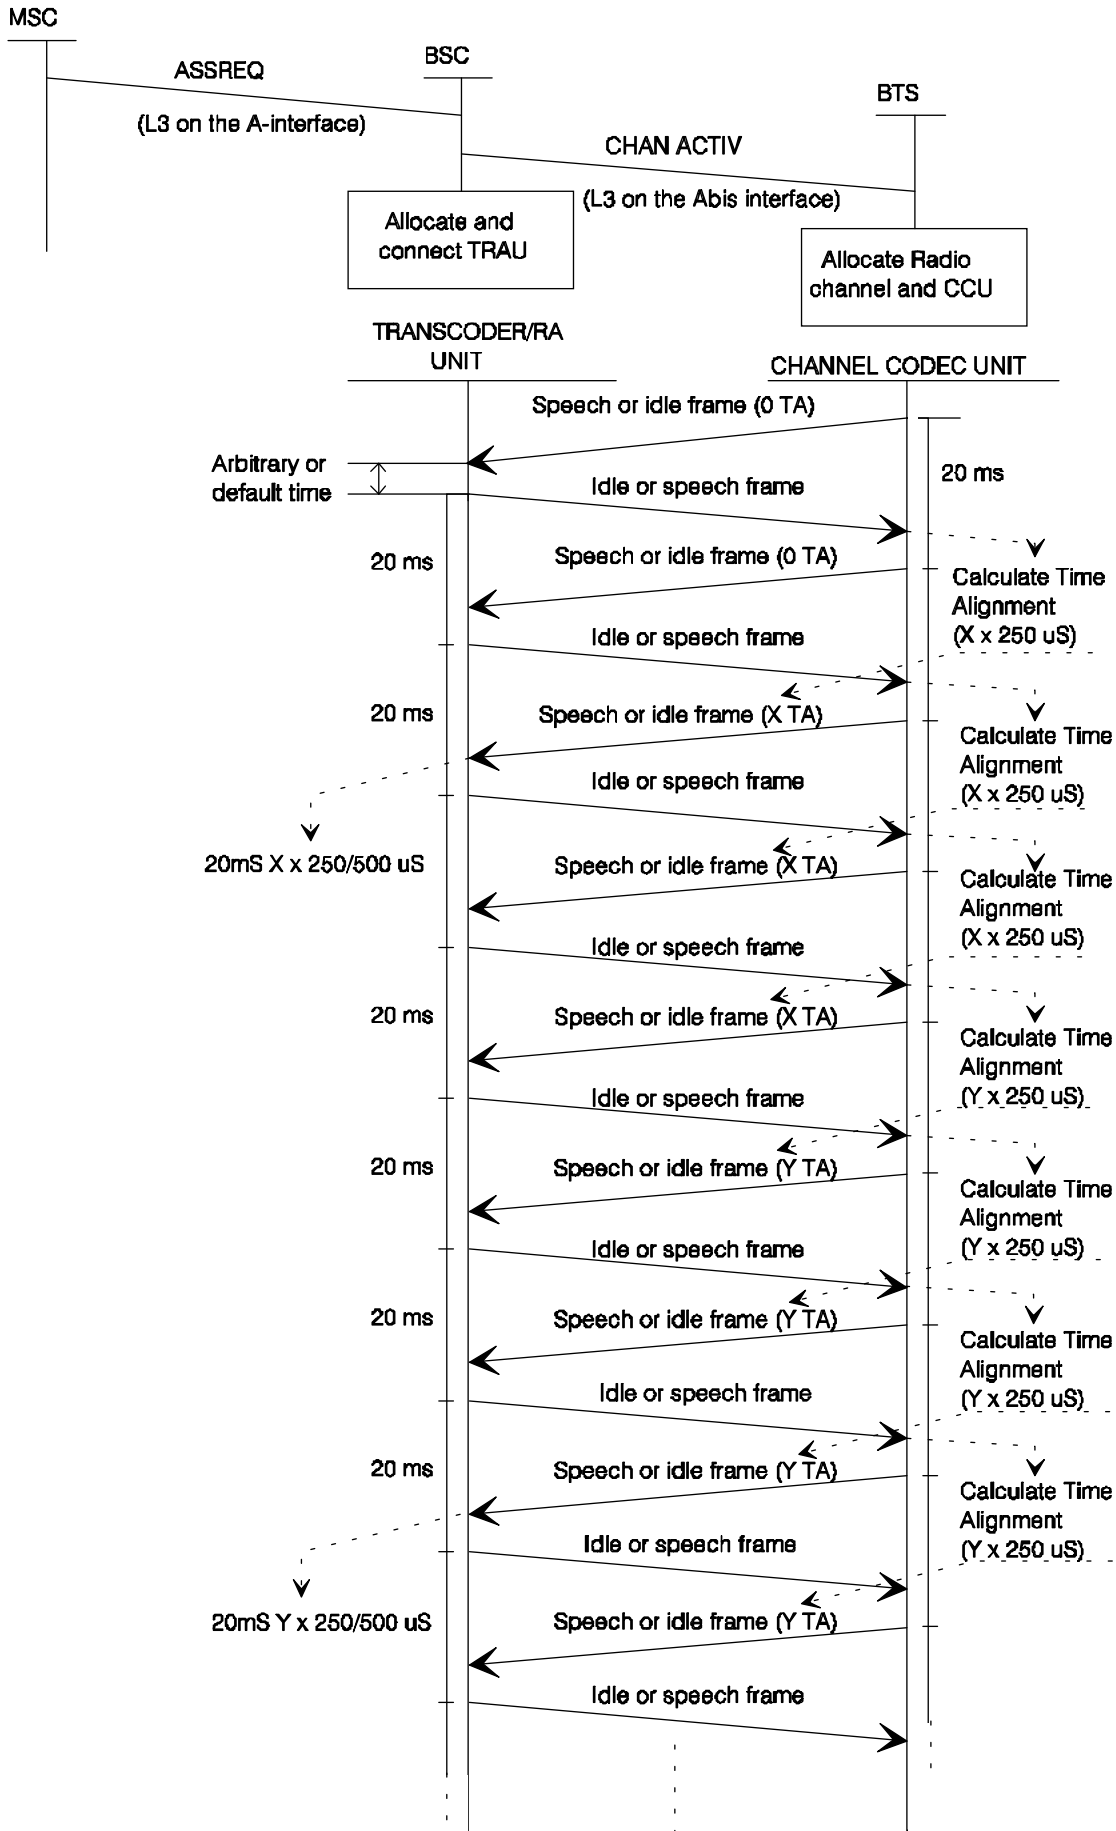 MSC
BSC
ASSREQ
BTS
(L3 on the A-interface)
CHAN ACTIV
(L3 on the Abis interface)
Allocate and
connect TRAU
Allocate Radio
channel and CCU
TRANSCODER/RA
UNIT
CHANNEL CODEC UNIT
Speech or idle frame (0 TA)
Arbitrary or
default time
20 ms
Idle or speech frame
20 ms
Speech or idle frame (0 TA)
Calculate Time
Alignment
(X x 250 uS)
Idle or speech frame
20 ms
Speech or idle frame (X TA)
Calculate Time
Alignment
(X x 250 uS)
Idle or speech frame
20mS X x 250/500 uS
Speech or idle frame (X TA)
Calculate Time
Alignment
(X x 250 uS)
Idle or speech frame
20 ms
Speech or idle frame (X TA)
Calculate Time
Alignment
(Y x 250 uS)
Idle or speech frame
20 ms
Speech or idle frame (Y TA)
Calculate Time
Alignment
(Y x 250 uS)
Idle or speech frame
20 ms
Speech or idle frame (Y TA)
Calculate Time
Alignment
(Y x 250 uS)
Idle or speech frame
20 ms
Speech or idle frame (Y TA)
Calculate Time
Alignment
(Y x 250 uS)
Idle or speech frame
20mS Y x 250/500 uS
Speech or idle frame (Y TA)
Idle or speech frame